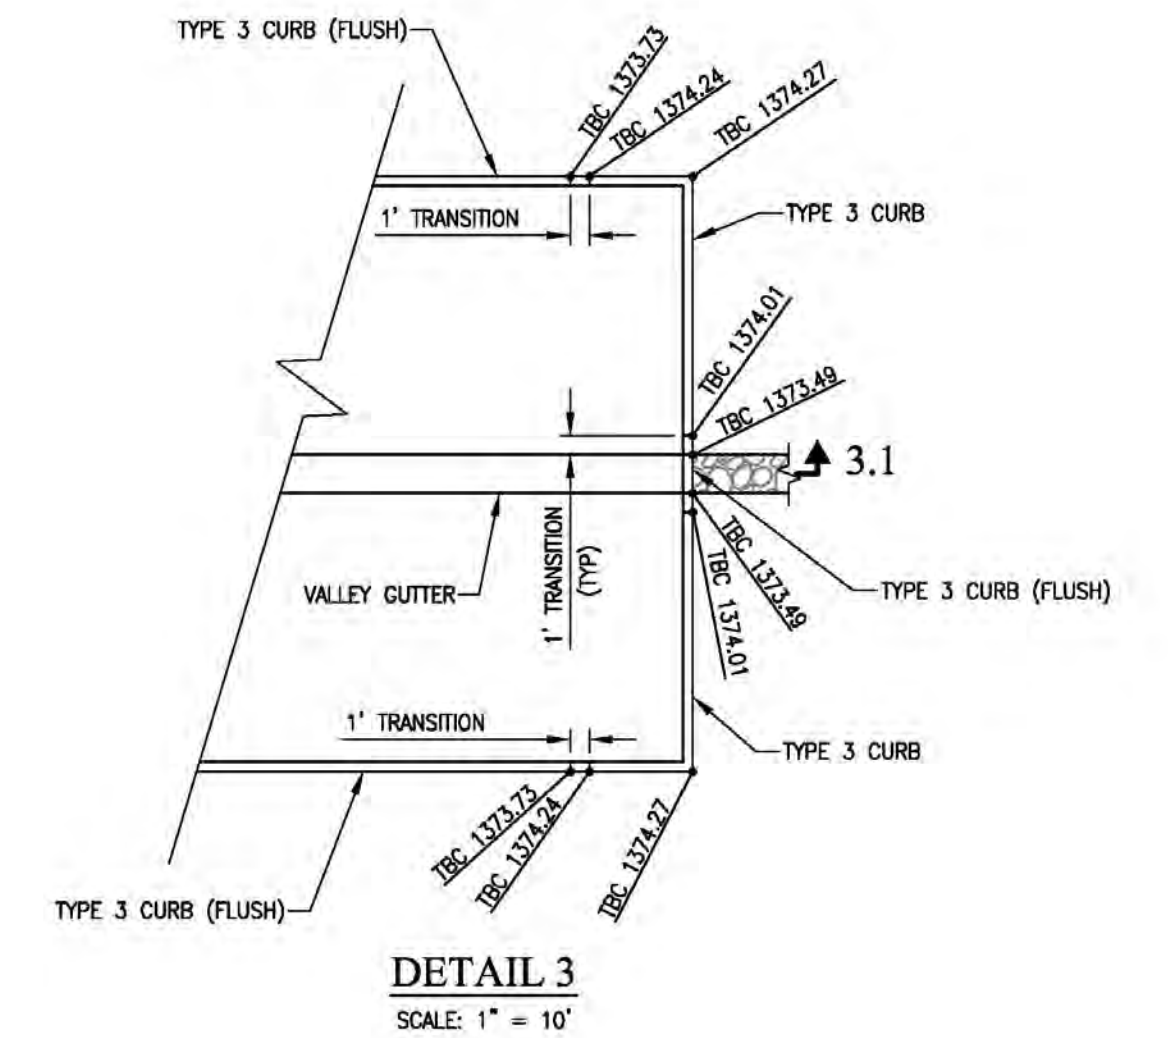 TYPE 3 CURB (FLUSH)
TBC 1373.73
TBC 1374.24
TBC 1374.27
1' TRANSITION
TYPE 3 CURB
TBC 1374.01
TBC 1373.49
3.1
1' TRANSITION
(TYP)
TBC 1373.49
TBC 1374.01
VALLEY GUTTER
TYPE 3 CURB (FLUSH)
1' TRANSITION
TYPE 3 CURB
TBC 1373.73
TBC 1374.24
TBC 1374.27
TYPE 3 CURB (FLUSH)
DETAIL 3
SCALE: 1" = 10'